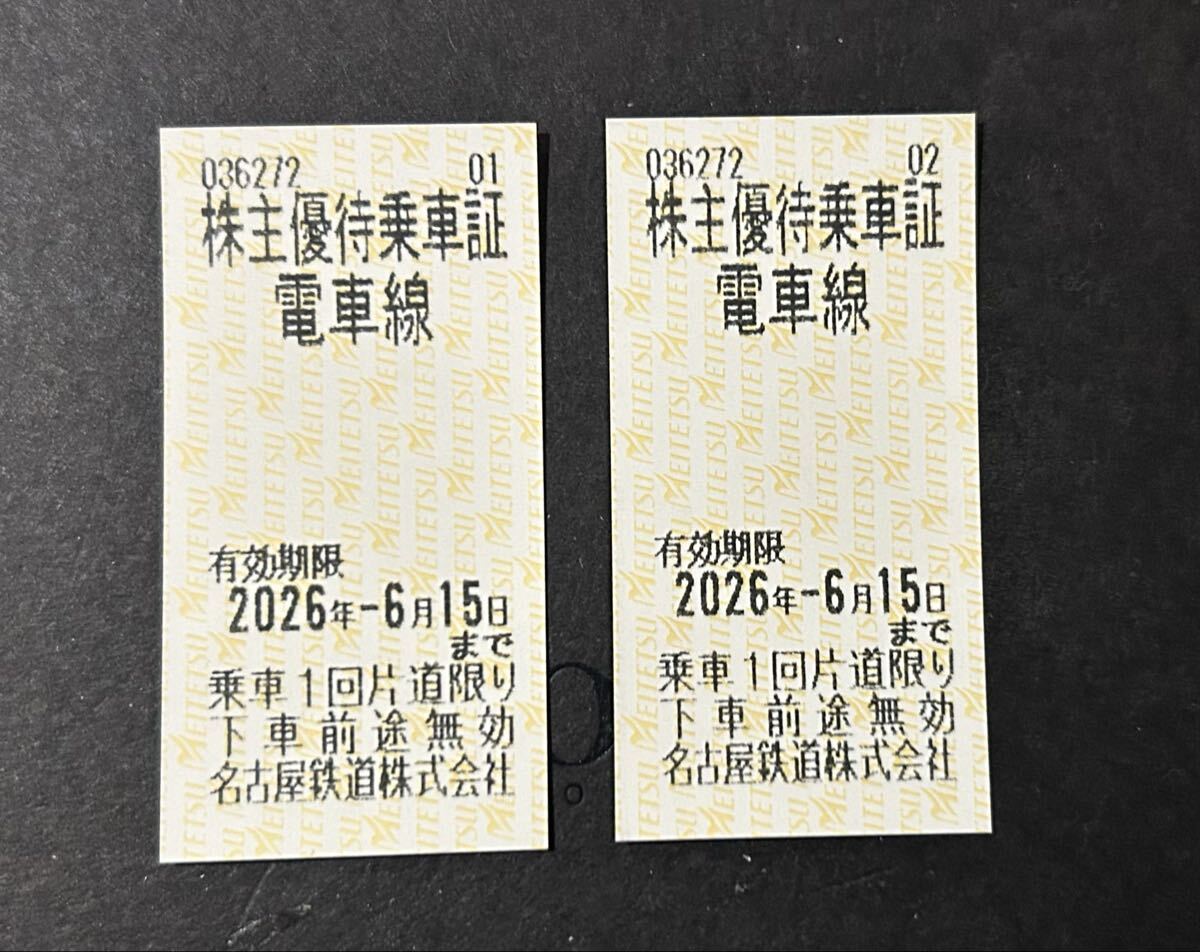 036272 01
株主優待乗車証
電車線
有効期限
2026年-6月15日
まで
乗車1回片道限り
下車前途無効
名古屋鉄道株式会社
036272 02
株主優待乗車証
電車線
有効期限
2026年-6月15日
まで
乗車1回片道限り
下車前途無効
名古屋鉄道株式会社
MEITETSU